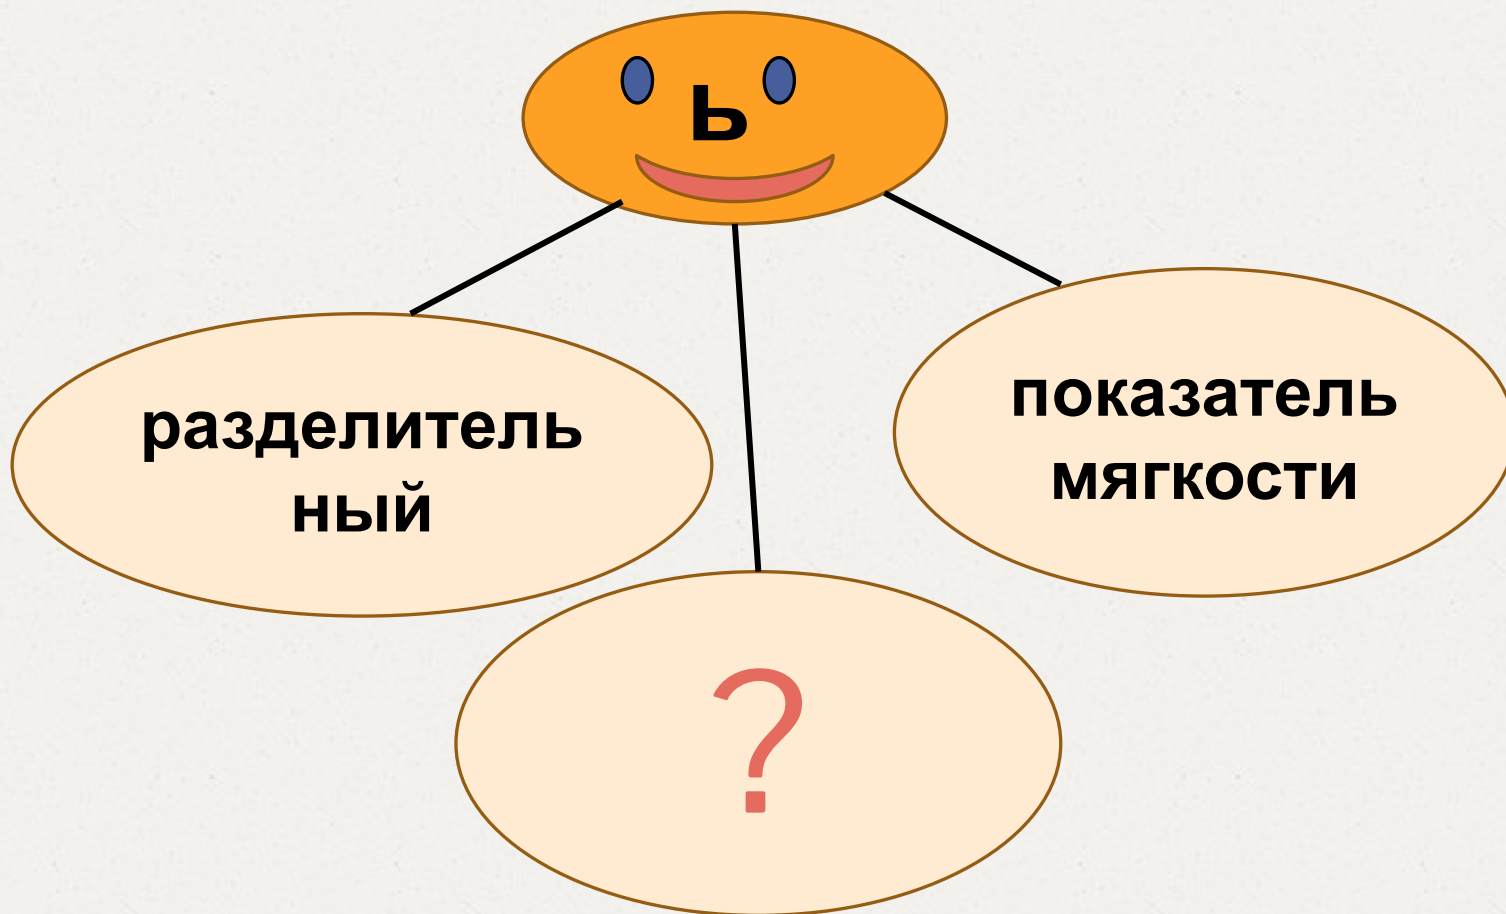 ь
разделитель
ный
показатель
мягкости
?